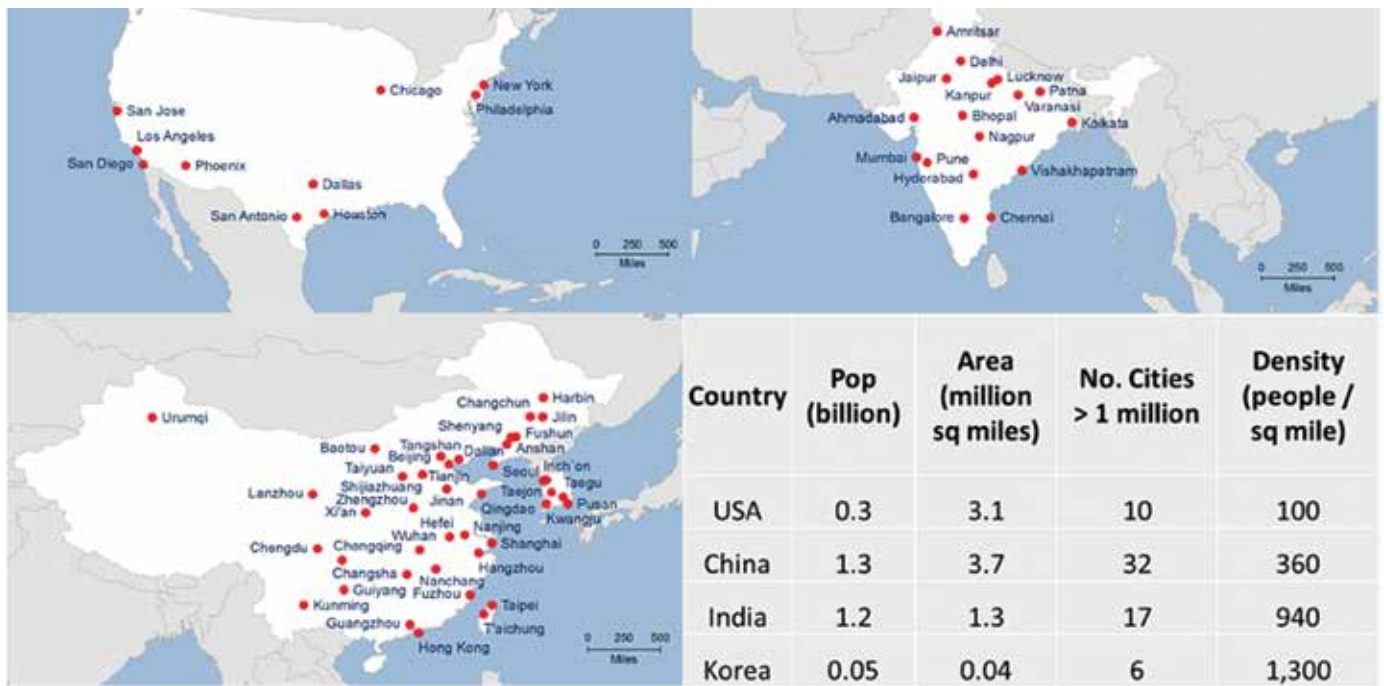 Chicago
New York
Philadelphia
San Jose
Los Angeles
San Diego
Phoenix
Dallas
San Antonio
Houston
0 250 500
Miles
Amritsar
Delhi
Jaipur
Lucknow
Kanpur
Patna
Varanasi
Ahmadabad
Bhopal
Kolkata
Nagpur
Mumbai
Pune
Hyderabad
Vishakhapatnam
Bangalore
Chennai
0 250 500
Miles
Urumqi
Harbin
Changchun
Jilin
Shenyang
Fushun
Baotou
Tangshan
Dalian
Anshan
Beijing
Taiyuan
Tianjin
Seoul
Inch'on
Shijiazhuang
Taegu
Lanzhou
Zhengzhou
Jinan
Taejon
Xi'an
Qingdao
Pusan
Kwangju
Hefei
Nanjing
Wuhan
Shanghai
Chengdu
Chongqing
Hangzhou
Changsha
Nanchang
Guiyang
Fuzhou
Kunming
Taipei
Guangzhou
T'aichung
Hong Kong
0 250 500
Miles
Country Pop (billion) Area (million sq miles) No. Cities > 1 million Density (people / sq mile)
USA 0.3 3.1 10 100
China 1.3 3.7 32 360
India 1.2 1.3 17 940
Korea 0.05 0.04 6 1,300